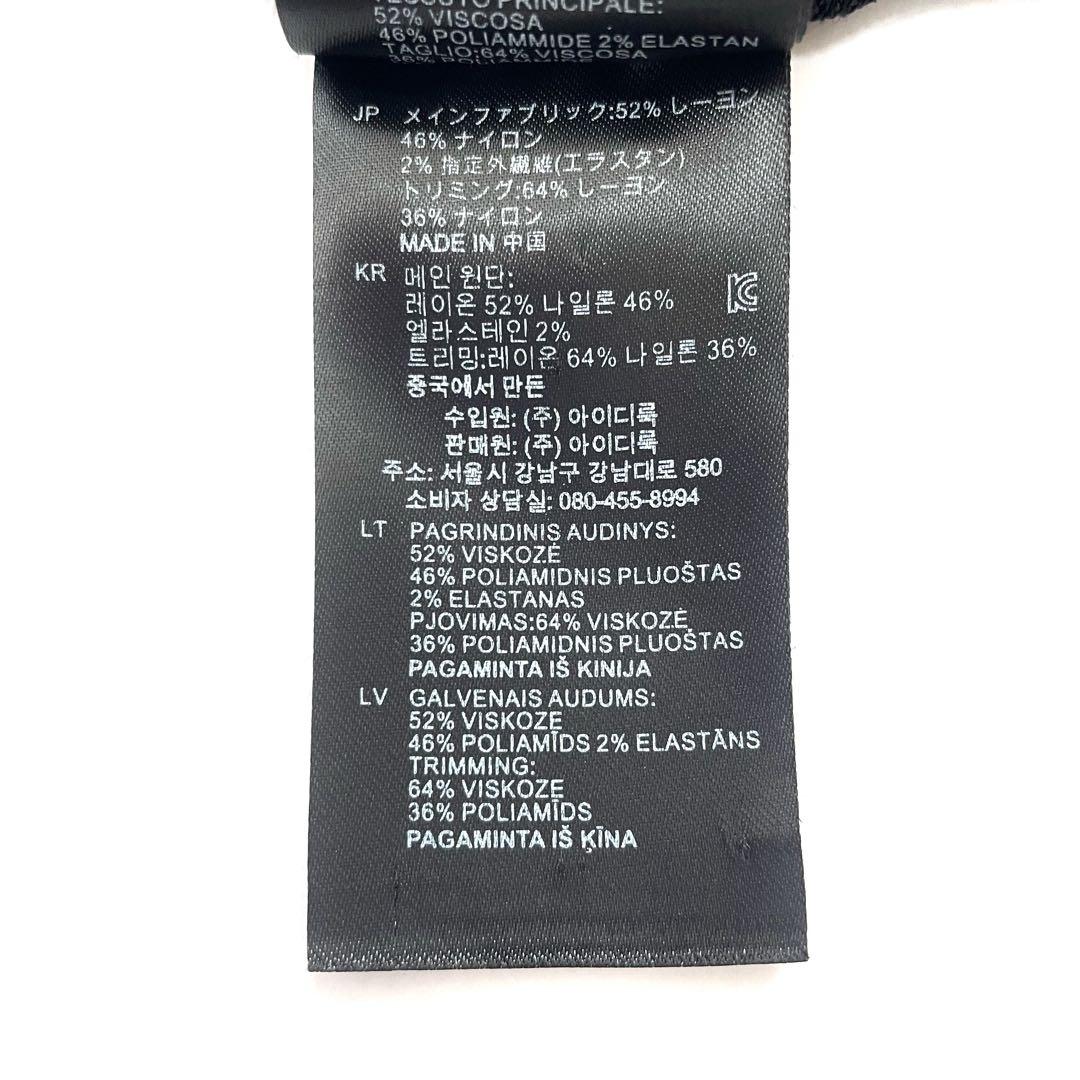 TESSUTO PRINCIPALE:
52% VISCOSA
46% POLIAMMIDE 2% ELASTAN
TAGLIO:64% VISCOSA
JP メインファブリック:52% レーヨン
46% ナイロン
2% 指定外繊維(エラスタン)
トリミング:64% レーヨン
36% ナイロン
MADE IN 中国
KR 메인 원단:
레이온 52% 나일론 46%
엘라스테인 2%
트리밍:레이온 64% 나일론 36%
중국에서 만든
수입원: (주) 아이디룩
판매원: (주) 아이디룩
주소: 서울시 강남구 강남대로 580
소비자 상담실: 080-455-8994
LT PAGRINDINIS AUDINYS:
52% VISKOZĖ
46% POLIAMIDNIS PLUOŠTAS
2% ELASTANAS
PJOVIMAS:64% VISKOZĖ
36% POLIAMIDNIS PLUOŠTAS
PAGAMINTA IŠ KINIJA
LV GALVENAIS AUDUMS:
52% VISKOZE
46% POLIAMĪDS 2% ELASTĀNS
TRIMMING:
64% VISKOZE
36% POLIAMĪDS
PAGAMINTA IŠ ĶĪNA